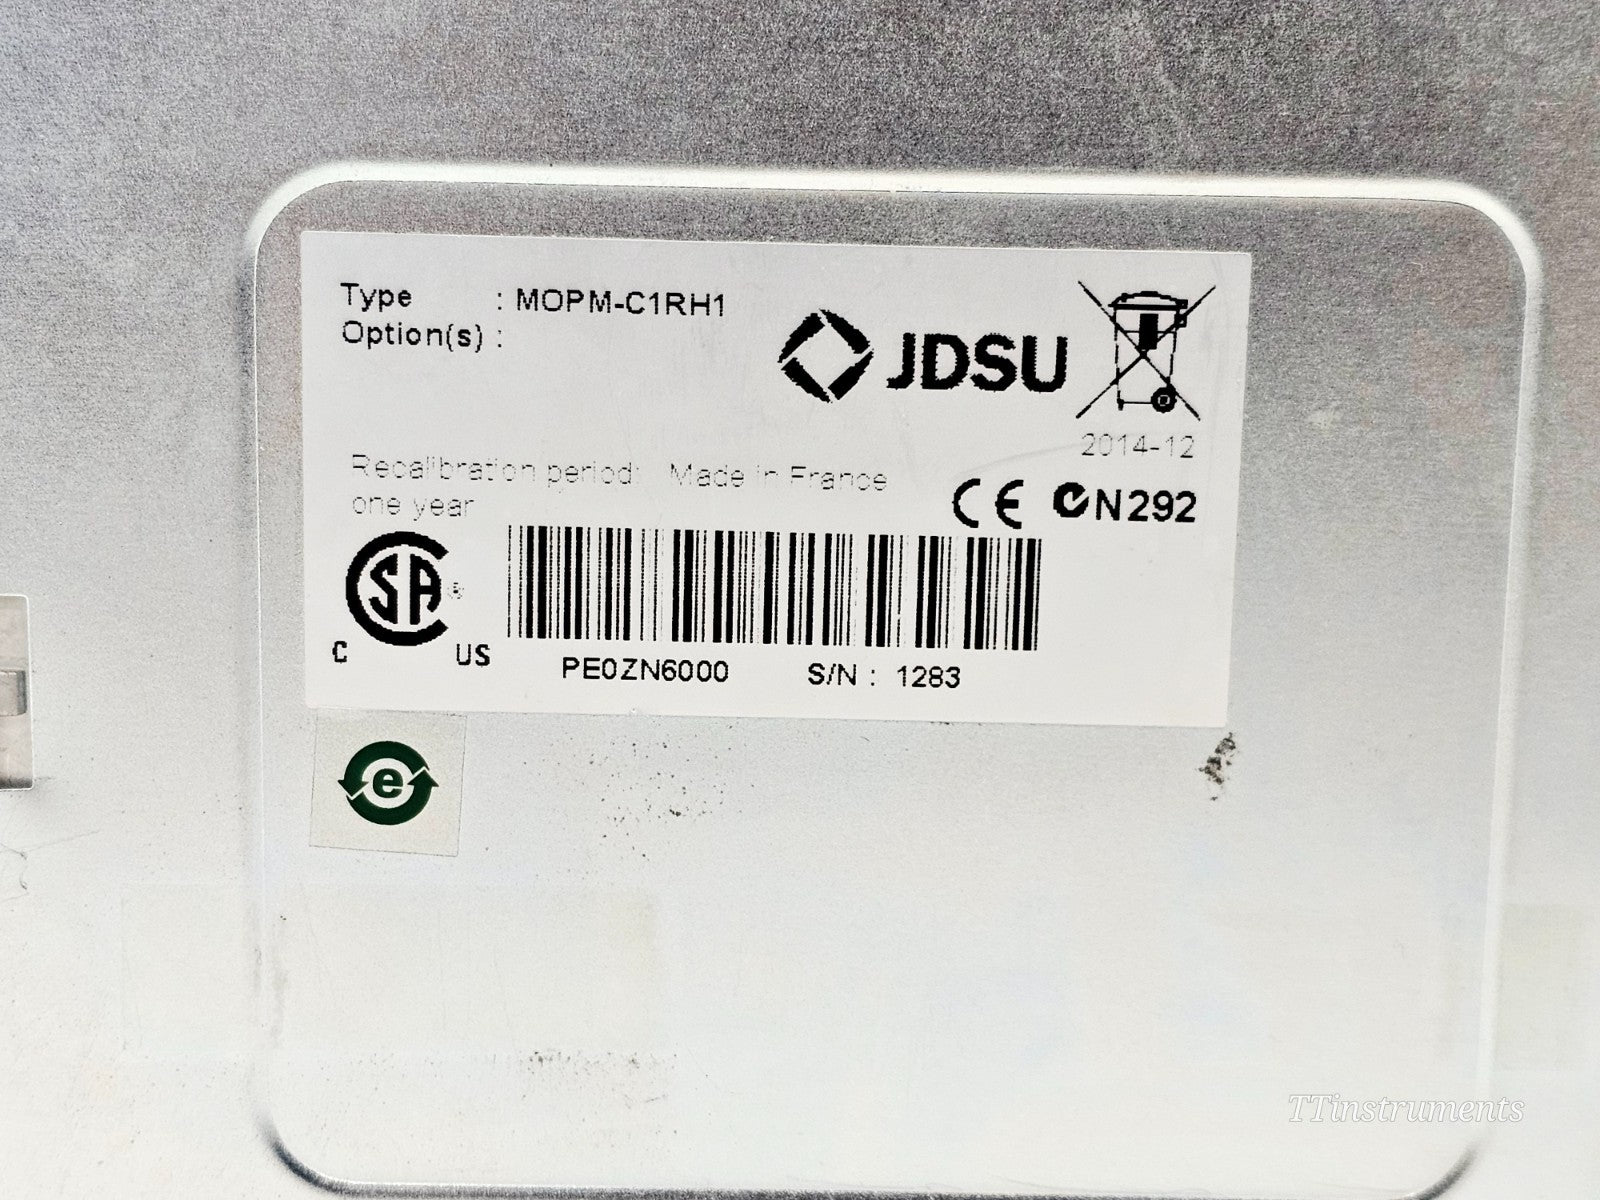 Type : MOPM-C1RH1
Option(s) :
JDSU
2014-12
Recalibration period: Made in France
one year
CE N292
CSA ®
C US
PE0ZN6000 S/N : 1283
e
TTinstruments